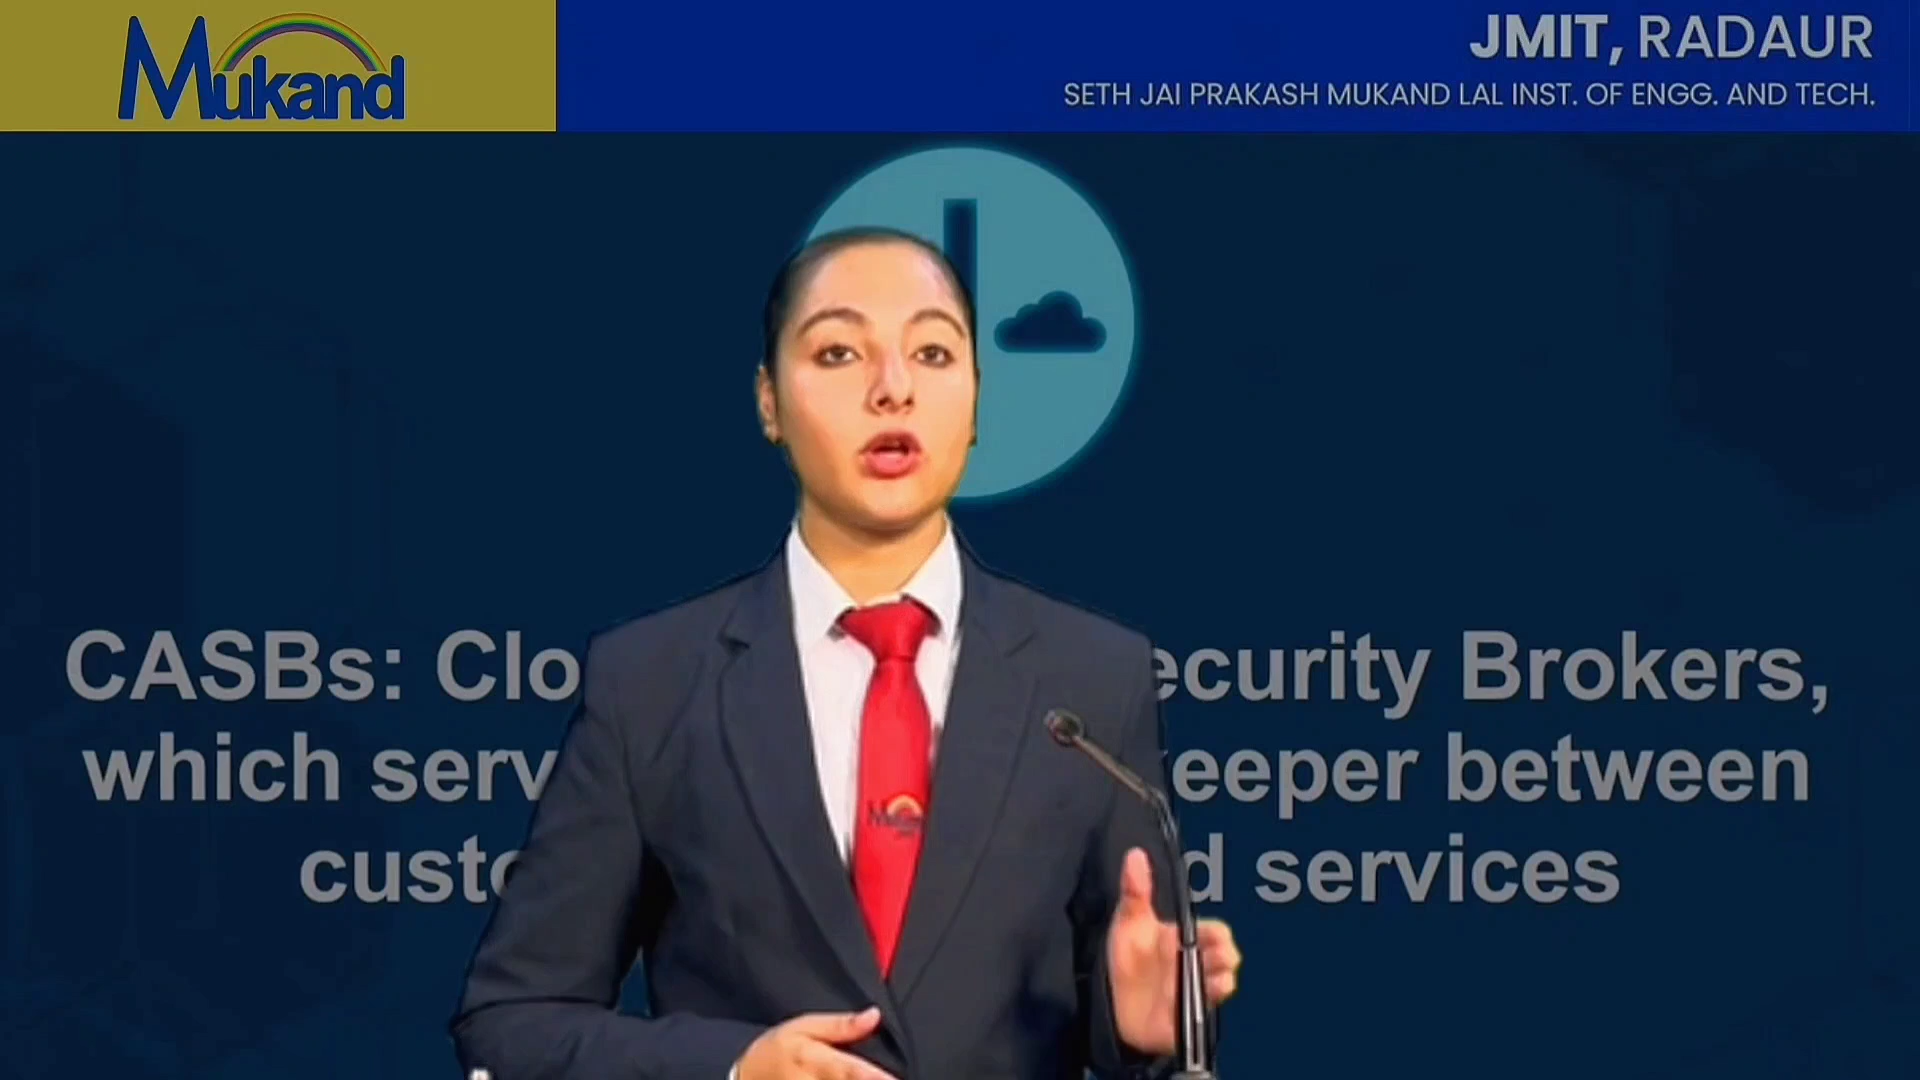 Mukand
JMIT, RADAUR
SETH JAI PRAKASH MUKAND LAL INST. OF ENGG. AND TECH.
CASBs: Clo ecurity Brokers,
which serv eeper between
custo d services